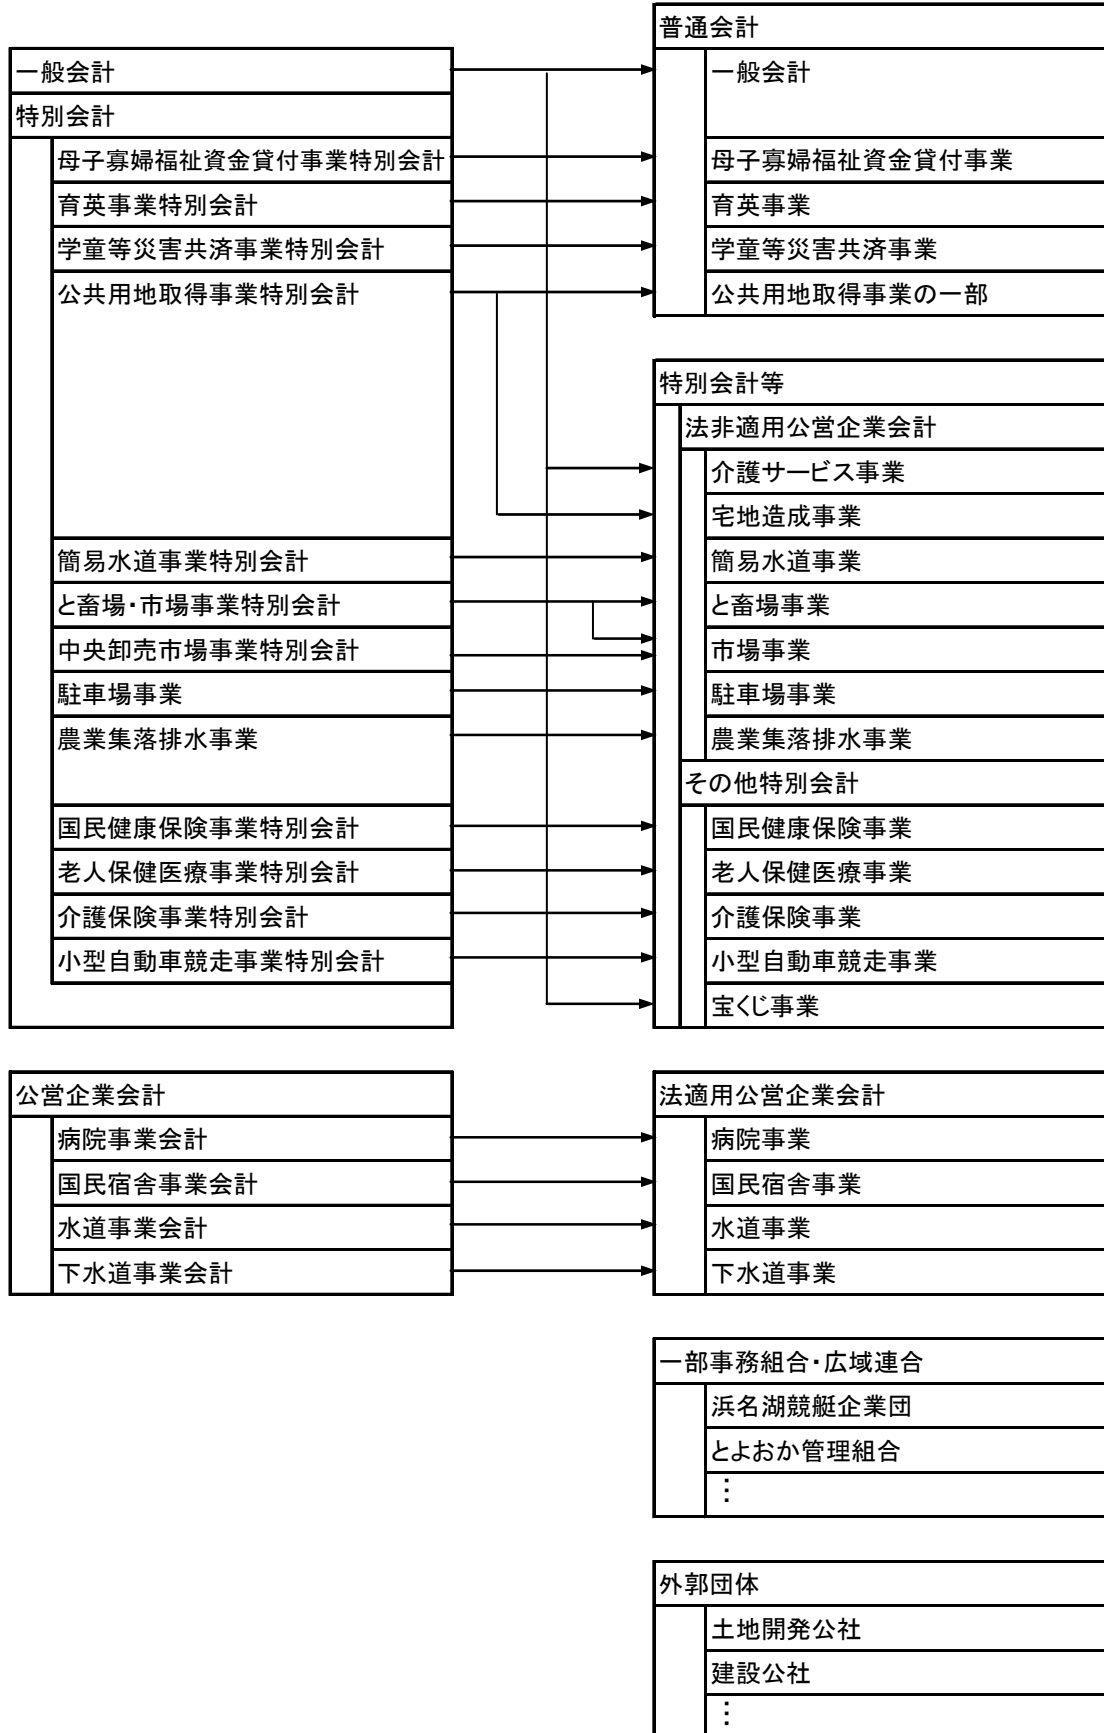 一般会計
特別会計
母子寡婦福祉資金貸付事業特別会計
育英事業特別会計
学童等災害共済事業特別会計
公共用地取得事業特別会計
簡易水道事業特別会計
と畜場・市場事業特別会計
中央卸売市場事業特別会計
駐車場事業
農業集落排水事業
国民健康保険事業特別会計
老人保健医療事業特別会計
介護保険事業特別会計
小型自動車競走事業特別会計
公営企業会計
病院事業会計
国民宿舎事業会計
水道事業会計
下水道事業会計
普通会計
一般会計
母子寡婦福祉資金貸付事業
育英事業
学童等災害共済事業
公共用地取得事業の一部
特別会計等
法非適用公営企業会計
介護サービス事業
宅地造成事業
簡易水道事業
と畜場事業
市場事業
駐車場事業
農業集落排水事業
その他特別会計
国民健康保険事業
老人保健医療事業
介護保険事業
小型自動車競走事業
宝くじ事業
法適用公営企業会計
病院事業
国民宿舎事業
水道事業
下水道事業
一部事務組合・広域連合
浜名湖競艇企業団
とよおか管理組合
⋮
外郭団体
土地開発公社
建設公社
⋮